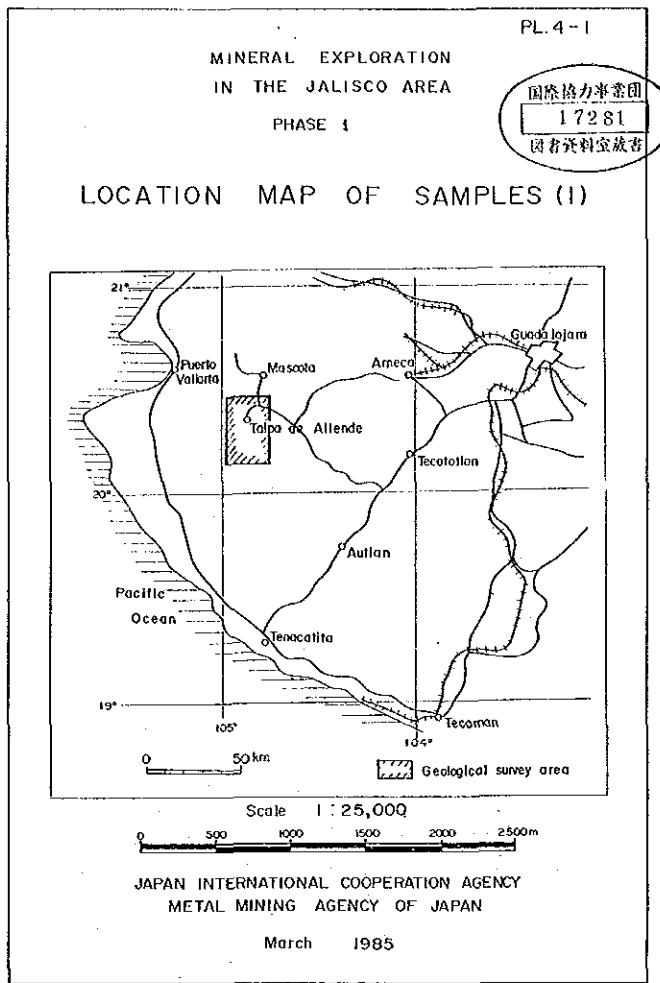 PL. 4-1
MINERAL EXPLORATION
IN THE JALISCO AREA
PHASE 1
国際協力事業団
17281
図書資料室蔵書
LOCATION MAP OF SAMPLES (I)
21°
Guadalajara
Puerto
Vallarta
Mascota
Ameca
Talpa de Allende
Tecototlan
20°
Autlan
Pacific
Ocean
Tenacatita
19°
Tecoman
105°
104°
0 50 km
Geological survey area
Scale 1:25,000
0 500 1000 1500 2000 2500m
JAPAN INTERNATIONAL COOPERATION AGENCY
METAL MINING AGENCY OF JAPAN
March 1985